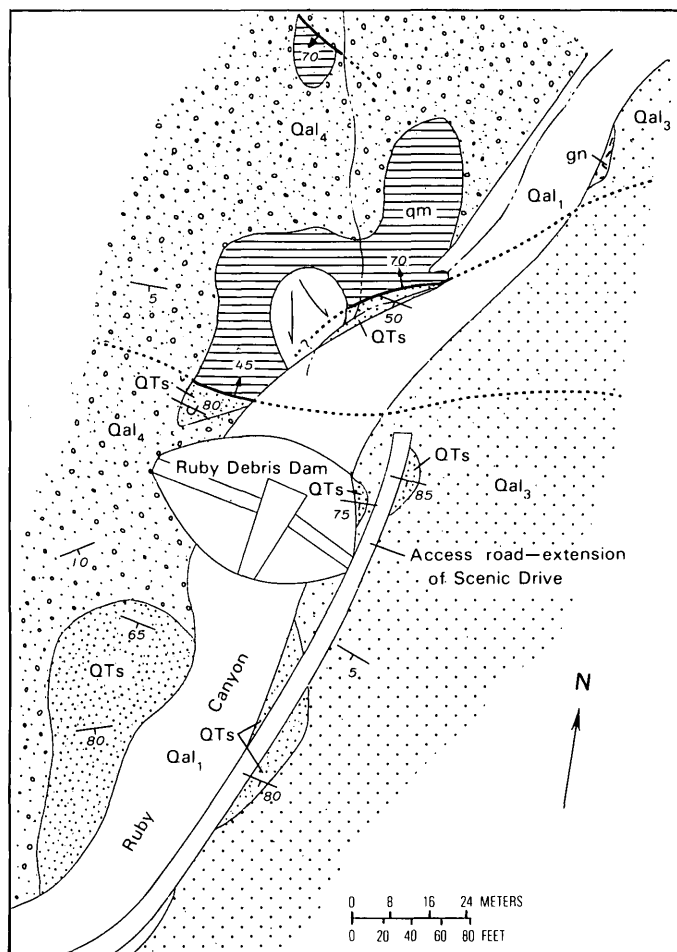 70
Qal4
Qal3
gn
Qal1
qm
70
5
50
QTs
45
QTs
80
Qal4
Ruby Debris Dam
QTs
QTs
Qal3
75
85
Access road—extension
of Scenic Drive
10
65
5
QTs
Canyon
N
80
QTs
Qal1
80
Ruby
0 8 16 24 METERS
0 20 40 60 80 FEET